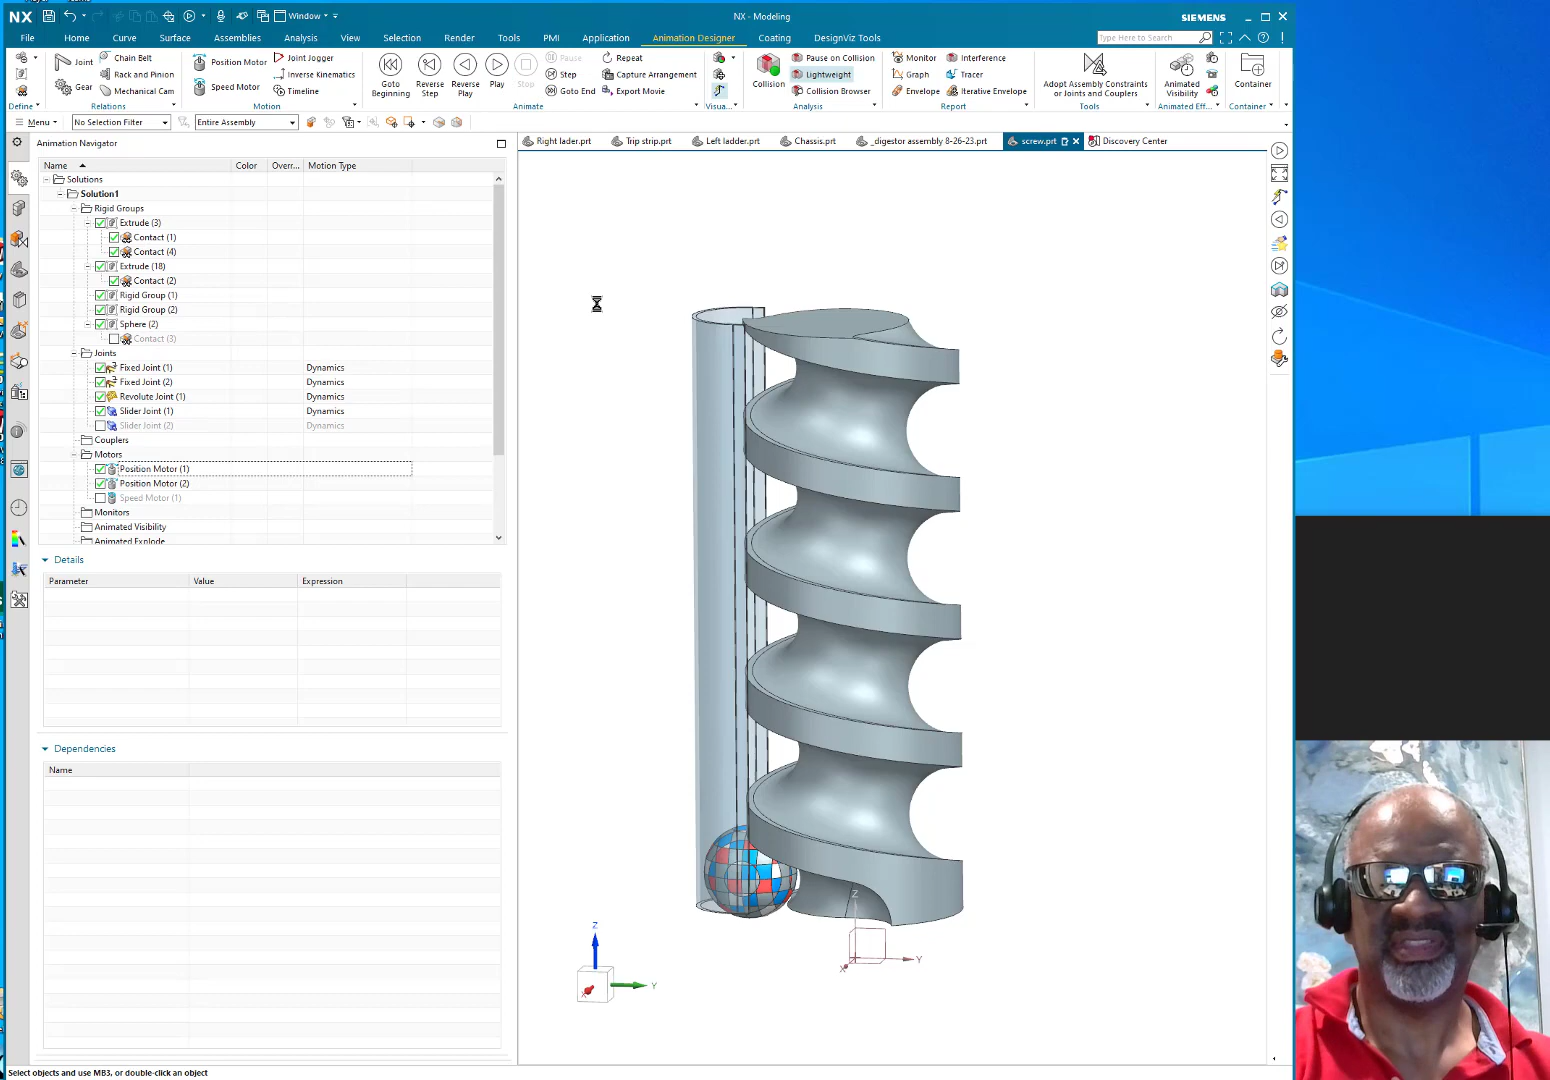 NX
Window
NX - Modeling
SIEMENS
File Home Tools Curve Surface Assemblies Analysis View Selection Render Tools PMI Application Animation Designer Coating DesignViz Tools
Type Here to Search
Joint
Gear
Chain Belt
Rack and Pinion
Mechanical Cam
Position Motor
Speed Motor
Joint Jogger
Inverse Kinematics
Timeline
Goto Beginning
Reverse Step
Reverse Play
Play
Stop
Pause
Step
Goto End
Repeat
Capture Arrangement
Export Movie
Collision
Pause on Collision
Lightweight
Collision Browser
Monitor
Graph
Envelope
Interference
Tracer
Iterative Envelope
Adopt Assembly Constraints or Joints and Couplers
Animated Visibility
Container
Define Relations Motion Animate Visua... Analysis Report Tools Animated Eff... Container
Menu No Selection Filter Entire Assembly
Animation Navigator
Right lader.prt Trip strip.prt Left ladder.prt Chassis.prt _digestor assembly 8-26-23.prt screw.prt Discovery Center
Name Color Overr... Motion Type
Solutions
Solution1
Rigid Groups
Extrude (3)
Contact (1)
Contact (4)
Extrude (18)
Contact (2)
Rigid Group (1)
Rigid Group (2)
Sphere (2)
Contact (3)
Joints
Fixed Joint (1) Dynamics
Fixed Joint (2) Dynamics
Revolute Joint (1) Dynamics
Slider Joint (1) Dynamics
Slider Joint (2) Dynamics
Couplers
Motors
Position Motor (1)
Position Motor (2)
Speed Motor (1)
Monitors
Animated Visibility
Animated Explode
Details
Parameter Value Expression
Dependencies
Name
Z
Y
X
Z
Y
X
Select objects and use MB3, or double-click an object